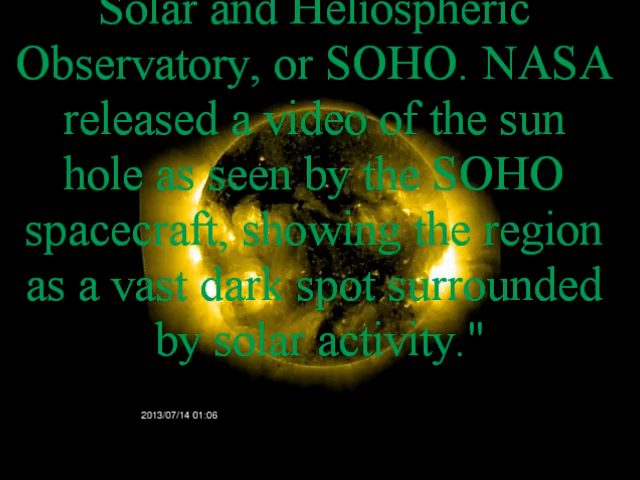 Solar and Heliospheric
Observatory, or SOHO. NASA
released a video of the sun
hole as seen by the SOHO
spacecraft, showing the region
as a vast dark spot surrounded
by solar activity."
2013/07/14 01:06